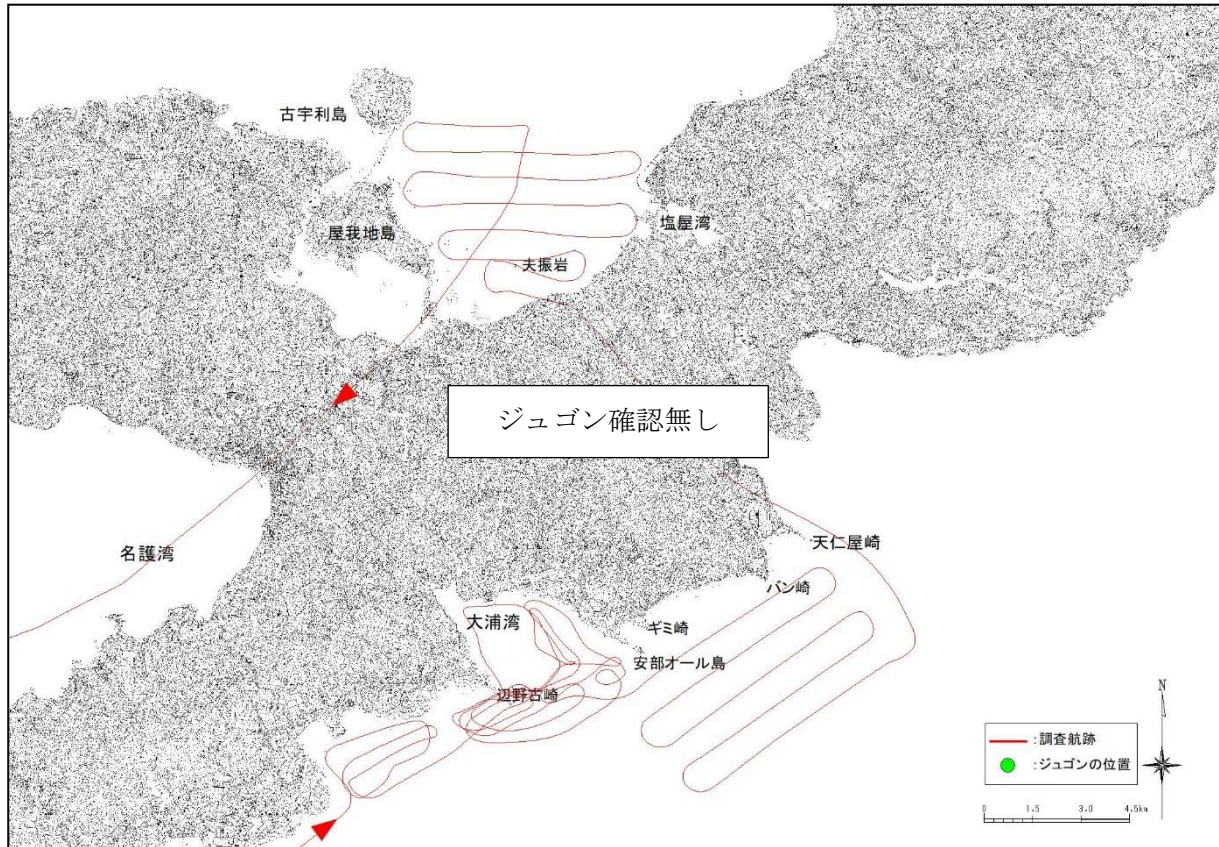 古宇利島
屋我地島
塩屋湾
夫振岩
ジュゴン確認無し
名護湾
天仁屋崎
バン崎
大浦湾
ギミ崎
安部オール島
辺野古崎
N
:調査航跡
:ジュゴンの位置
0 1.5 3.0 4.5km